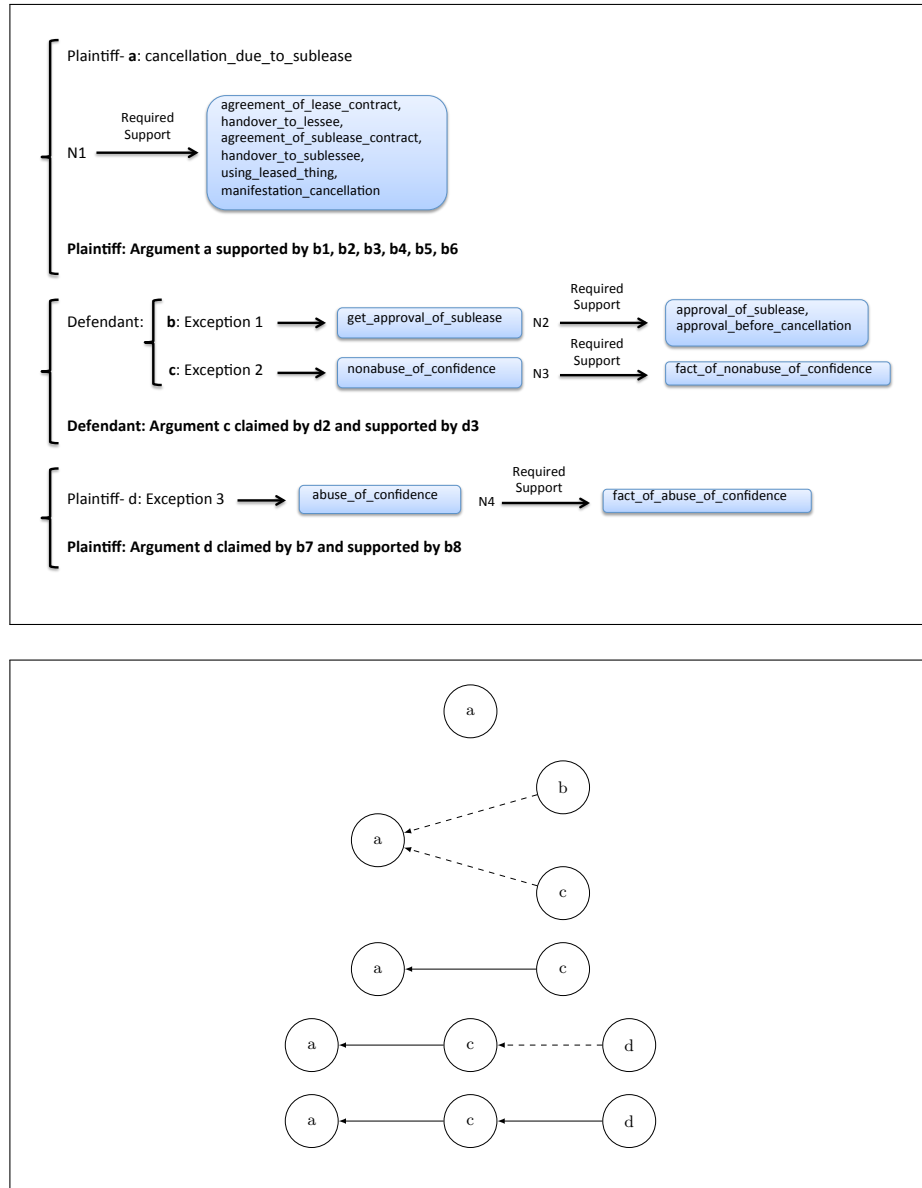 Plaintiff- a: cancellation_due_to_sublease
N1
Required
Support
agreement_of_lease_contract,
handover_to_lessee,
agreement_of_sublease_contract,
handover_to_sublessee,
using_leased_thing,
manifestation_cancellation
Plaintiff: Argument a supported by b1, b2, b3, b4, b5, b6
Defendant:
b: Exception 1
get_approval_of_sublease
N2
Required
Support
approval_of_sublease,
approval_before_cancellation
c: Exception 2
nonabuse_of_confidence
N3
Required
Support
fact_of_nonabuse_of_confidence
Defendant: Argument c claimed by d2 and supported by d3
Plaintiff- d: Exception 3
abuse_of_confidence
N4
Required
Support
fact_of_abuse_of_confidence
Plaintiff: Argument d claimed by b7 and supported by b8
a
b
a
c
a c
a c d
a c d